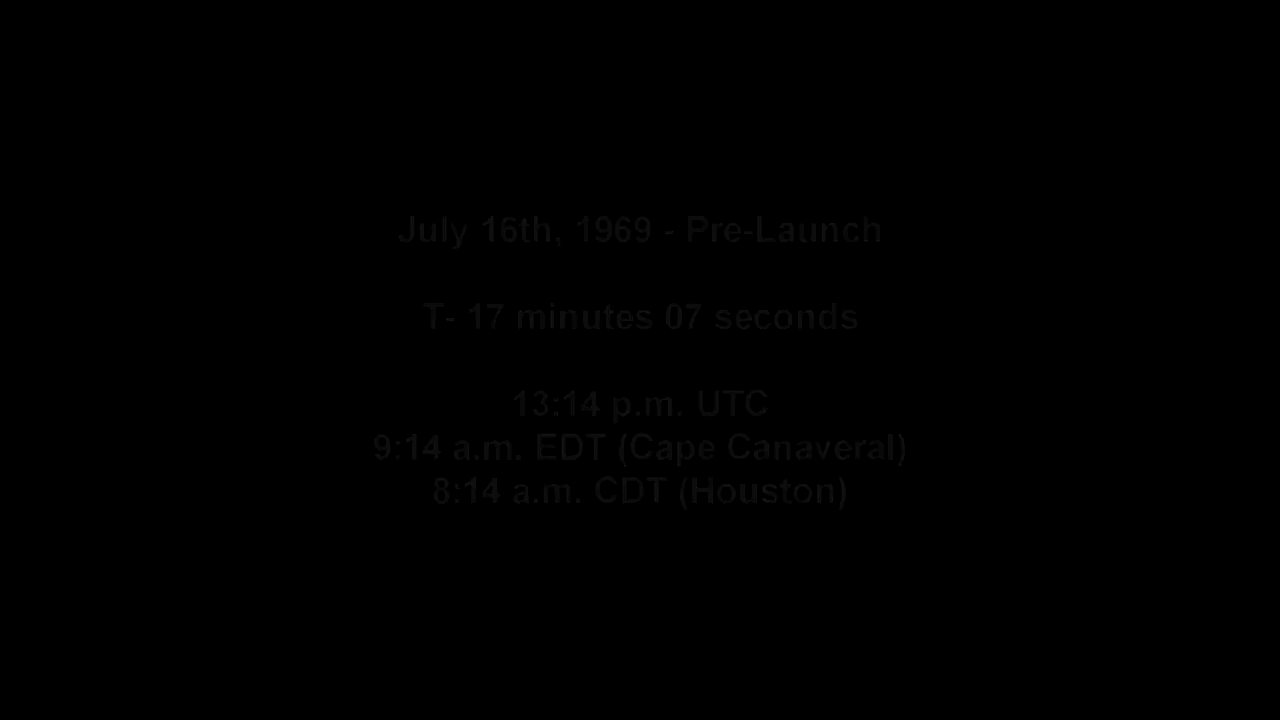 July 16th, 1969 - Pre-Launch
T- 17 minutes 07 seconds
13:14 p.m. UTC
9:14 a.m. EDT (Cape Canaveral)
8:14 a.m. CDT (Houston)